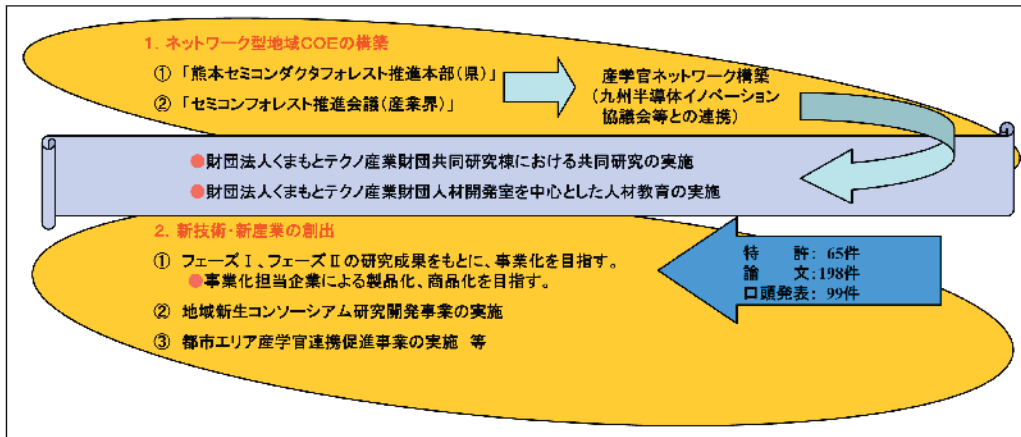 1. ネットワーク型地域COEの構築
① 「熊本セミコンダクタフォレスト推進本部(県)」
② 「セミコンフォレスト推進会議(産業界)」
産学官ネットワーク構築
(九州半導体イノベーション
協議会等との連携)
●財団法人くまもとテクノ産業財団共同研究棟における共同研究の実施
●財団法人くまもとテクノ産業財団人材開発室を中心とした人材教育の実施
2. 新技術・新産業の創出
① フェーズⅠ、フェーズⅡの研究成果をもとに、事業化を目指す。
●事業化担当企業による製品化、商品化を目指す。
② 地域新生コンソーシアム研究開発事業の実施
③ 都市エリア産学官連携促進事業の実施 等
特 許: 65件
論 文:198件
口頭発表: 99件